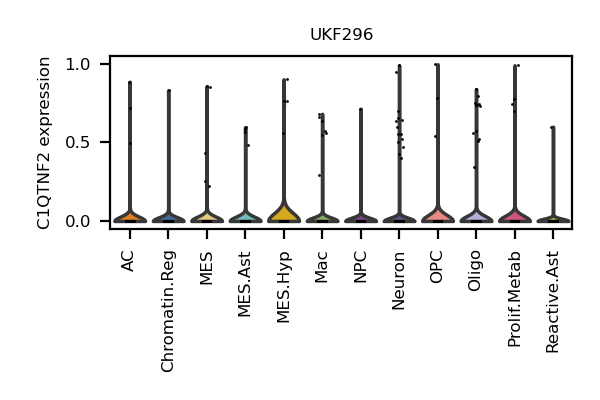 UKF296
C1QTNF2 expression
1.0
0.5
0.0
AC
Chromatin.Reg
MES
MES.Ast
MES.Hyp
Mac
NPC
Neuron
OPC
Oligo
Prolif.Metab
Reactive.Ast